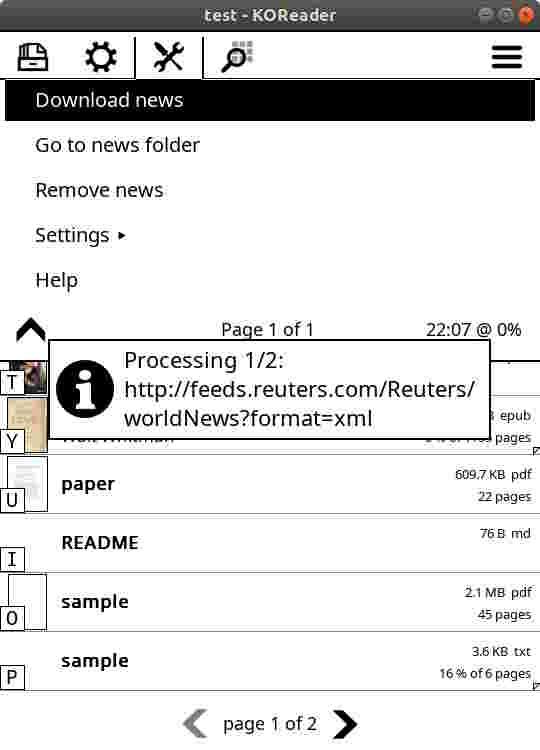 test - KOReader
Download news
Go to news folder
Remove news
Settings ▸
Help
Page 1 of 1
22:07 @ 0%
Processing 1/2:
http://feeds.reuters.com/Reuters/
worldNews?format=xml
T
epub
Y
pages
paper
609.7 KB pdf
U
22 pages
README
76 B md
I
sample
2.1 MB pdf
O
45 pages
sample
3.6 KB txt
P
16 % of 6 pages
page 1 of 2